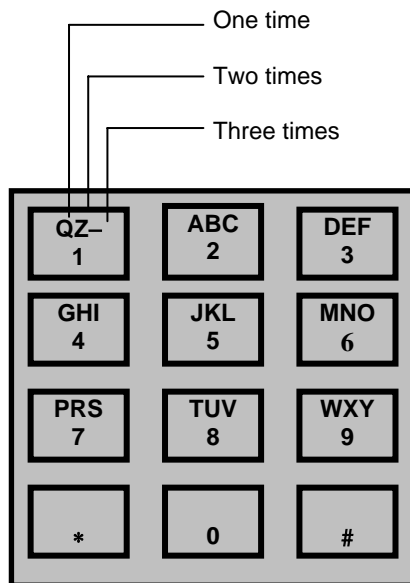 One time
Two times
Three times
QZ–
1
ABC
2
DEF
3
GHI
4
JKL
5
MNO
6
PRS
7
TUV
8
WXY
9
*
0
#